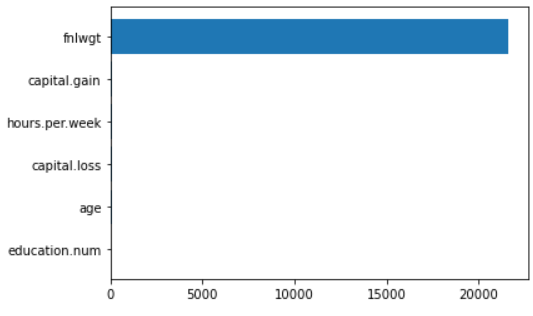 fnlwgt
capital.gain
hours.per.week
capital.loss
age
education.num
0 5000 10000 15000 20000